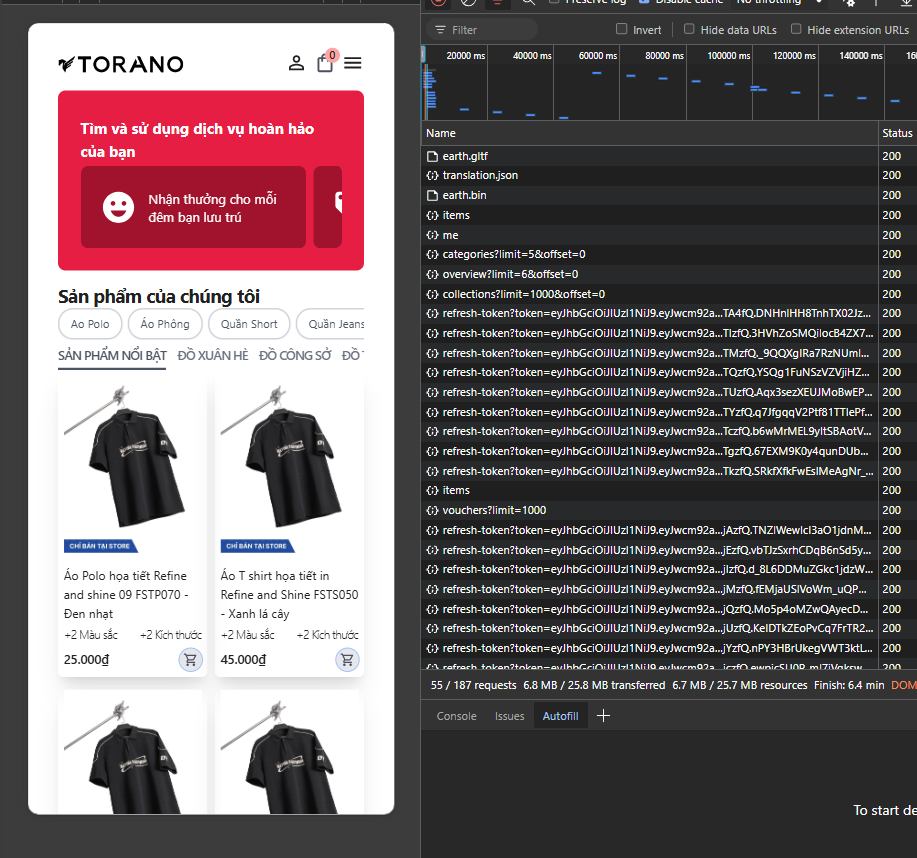 TORANO
0
Tìm và sử dụng dịch vụ hoàn hảo
của bạn
Nhận thưởng cho mỗi
đêm bạn lưu trú
Sản phẩm của chúng tôi
Áo Polo
Áo Phông
Quần Short
Quần Jeans
SẢN PHẨM NỔI BẬT
ĐỒ XUÂN HÈ
ĐỒ CÔNG SỞ
ĐỒ
CHỈ BÁN TẠI STORE
CHỈ BÁN TẠI STORE
Áo Polo họa tiết Refine
and shine 09 FSTP070 -
Đen nhạt
+2 Màu sắc
+2 Kích thước
25.000₫
Áo T shirt họa tiết in
Refine and Shine FSTS050
- Xanh lá cây
+2 Màu sắc
+2 Kích thước
45.000₫
Preserve log
Disable cache
No throttling
Filter
Invert
Hide data URLs
Hide extension URLs
20000 ms
40000 ms
60000 ms
80000 ms
100000 ms
120000 ms
140000 ms
Name Status
earth.gltf 200
translation.json 200
earth.bin 200
items 200
me 200
categories?limit=5&offset=0 200
overview?limit=6&offset=0 200
collections?limit=1000&offset=0 200
refresh-token?token=eyJhbGciOiJIUzI1NiJ9.eyJwcm92a...TA4fQ.DNHnlHH8TnhTX02Jz... 200
refresh-token?token=eyJhbGciOiJIUzI1NiJ9.eyJwcm92a...TIzfQ.3HVhZoSMQilocB4ZX7... 200
refresh-token?token=eyJhbGciOiJIUzI1NiJ9.eyJwcm92a...TMzfQ._9QQXgIRa7RzNUml... 200
refresh-token?token=eyJhbGciOiJIUzI1NiJ9.eyJwcm92a...TQzfQ.YSQg1FuNSzVZVjiHZ... 200
refresh-token?token=eyJhbGciOiJIUzI1NiJ9.eyJwcm92a...TUzfQ.Aqx3sezXEUJMoBwEP... 200
refresh-token?token=eyJhbGciOiJIUzI1NiJ9.eyJwcm92a...TYzfQ.q7JfgqqV2Ptf81TTIePf... 200
refresh-token?token=eyJhbGciOiJIUzI1NiJ9.eyJwcm92a...TczfQ.b6wMrMEL9yltSBAotV... 200
refresh-token?token=eyJhbGciOiJIUzI1NiJ9.eyJwcm92a...TgzfQ.67EXM9K0y4qunDUb... 200
refresh-token?token=eyJhbGciOiJIUzI1NiJ9.eyJwcm92a...TkzfQ.SRkfXfkFwEsIMeAgNr_... 200
items 200
vouchers?limit=1000 200
refresh-token?token=eyJhbGciOiJIUzI1NiJ9.eyJwcm92a...jAzfQ.TNZIWewIcI3aO1jdnM... 200
refresh-token?token=eyJhbGciOiJIUzI1NiJ9.eyJwcm92a...jEzfQ.vbTJzSxrhCDqB6nSd5y... 200
refresh-token?token=eyJhbGciOiJIUzI1NiJ9.eyJwcm92a...jIzfQ.d_8L6DDMuZGkc1jdzW... 200
refresh-token?token=eyJhbGciOiJIUzI1NiJ9.eyJwcm92a...jMzfQ.fEMjaUSIVoWm_uQP... 200
refresh-token?token=eyJhbGciOiJIUzI1NiJ9.eyJwcm92a...jQzfQ.Mo5p4oMZwQAyecD... 200
refresh-token?token=eyJhbGciOiJIUzI1NiJ9.eyJwcm92a...jUzfQ.KeIDTkZEoPvCq7FrTR2... 200
refresh-token?token=eyJhbGciOiJIUzI1NiJ9.eyJwcm92a...jYzfQ.nPY3HBrUkegVWT3ktL... 200
55 / 187 requests 6.8 MB / 25.8 MB transferred 6.7 MB / 25.7 MB resources Finish: 6.4 min DOM
Console
Issues
Autofill
To start de